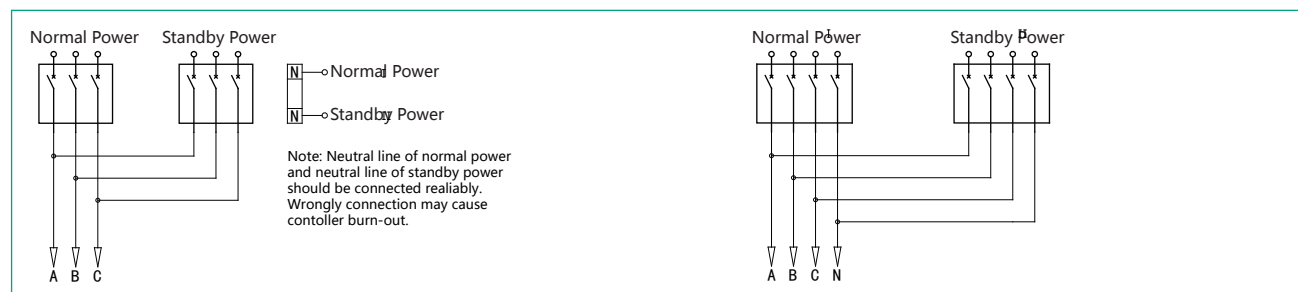 Normal Power
Standby Power
N Normal Power
N Standby Power
Note: Neutral line of normal power
and neutral line of standby power
should be connected realiably.
Wrongly connection may cause
contoller burn-out.
A B C
Normal Power
Standby Power
A B C N